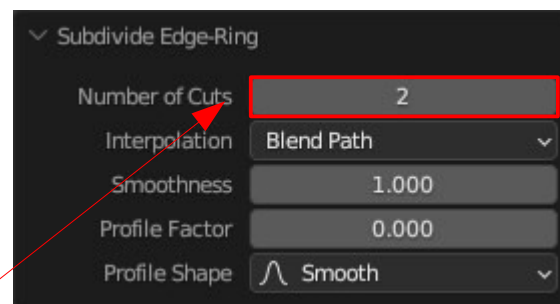 Subdivide Edge-Ring
Number of Cuts 2
Interpolation Blend Path
Smoothness 1.000
Profile Factor 0.000
Profile Shape Smooth